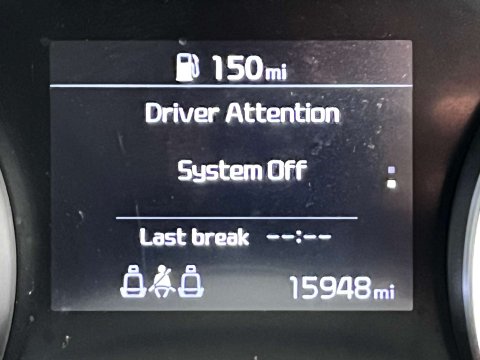 150mi
Driver Attention
System Off
Last break --:--
15948mi